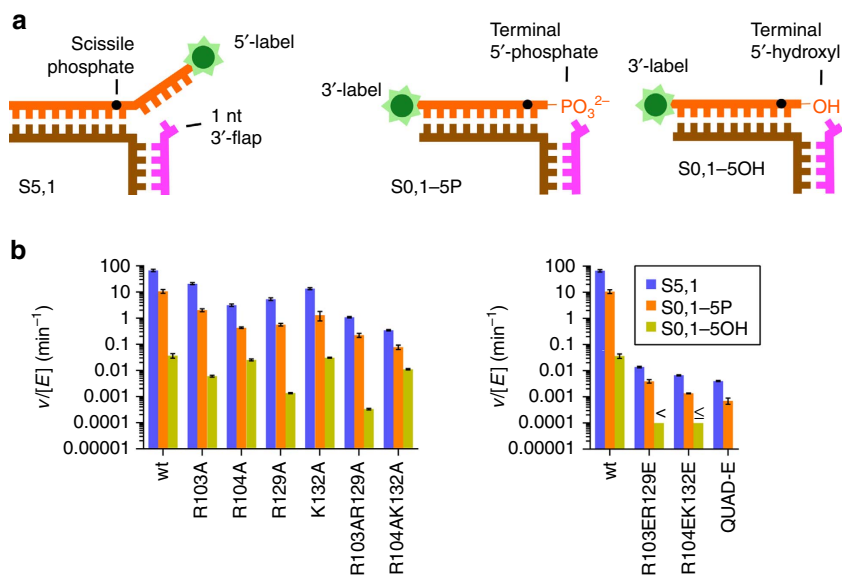 a
Scissile
phosphate
5′-label
1 nt
3′-flap
S5,1
3′-label
Terminal
5′-phosphate
PO₃²⁻
S0,1–5P
3′-label
Terminal
5′-hydroxyl
OH
S0,1–5OH
b
v/[E] (min⁻¹)
100
10
1
0.1
0.01
0.001
0.0001
0.00001
wt
R103A
R104A
R129A
K132A
R103AR129A
R104AK132A
v/[E] (min⁻¹)
100
10
1
0.1
0.01
0.001
0.0001
0.00001
S5,1
S0,1–5P
S0,1–5OH
<
≤
wt
R103ER129E
R104EK132E
QUAD-E